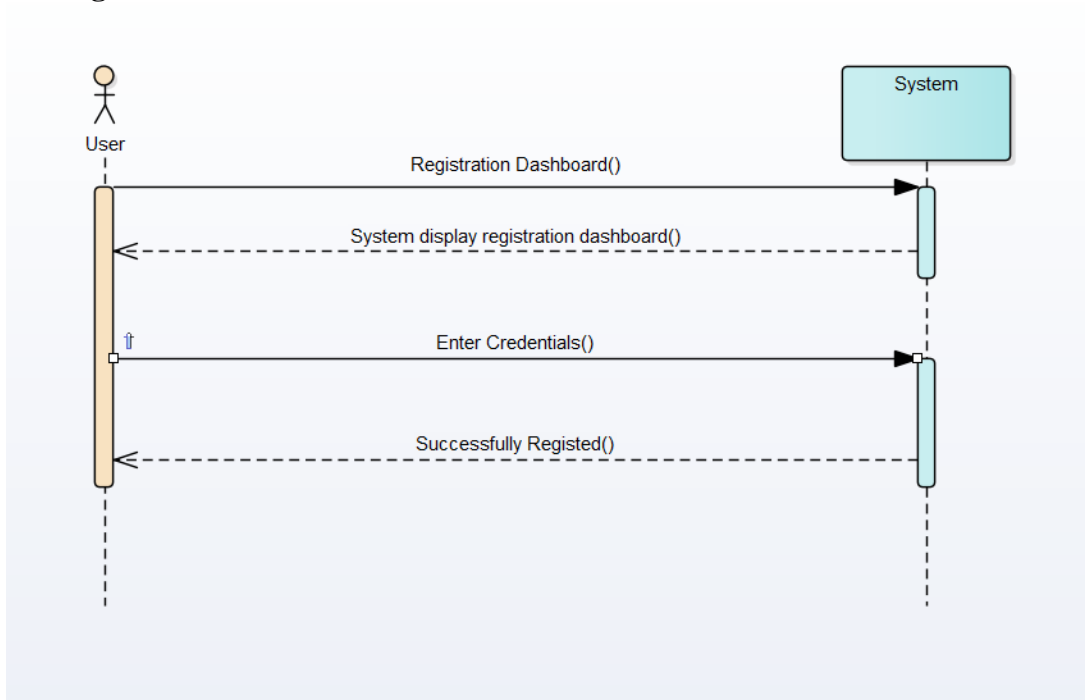 User
System
Registration Dashboard()
System display registration dashboard()
Enter Credentials()
Successfully Registed()